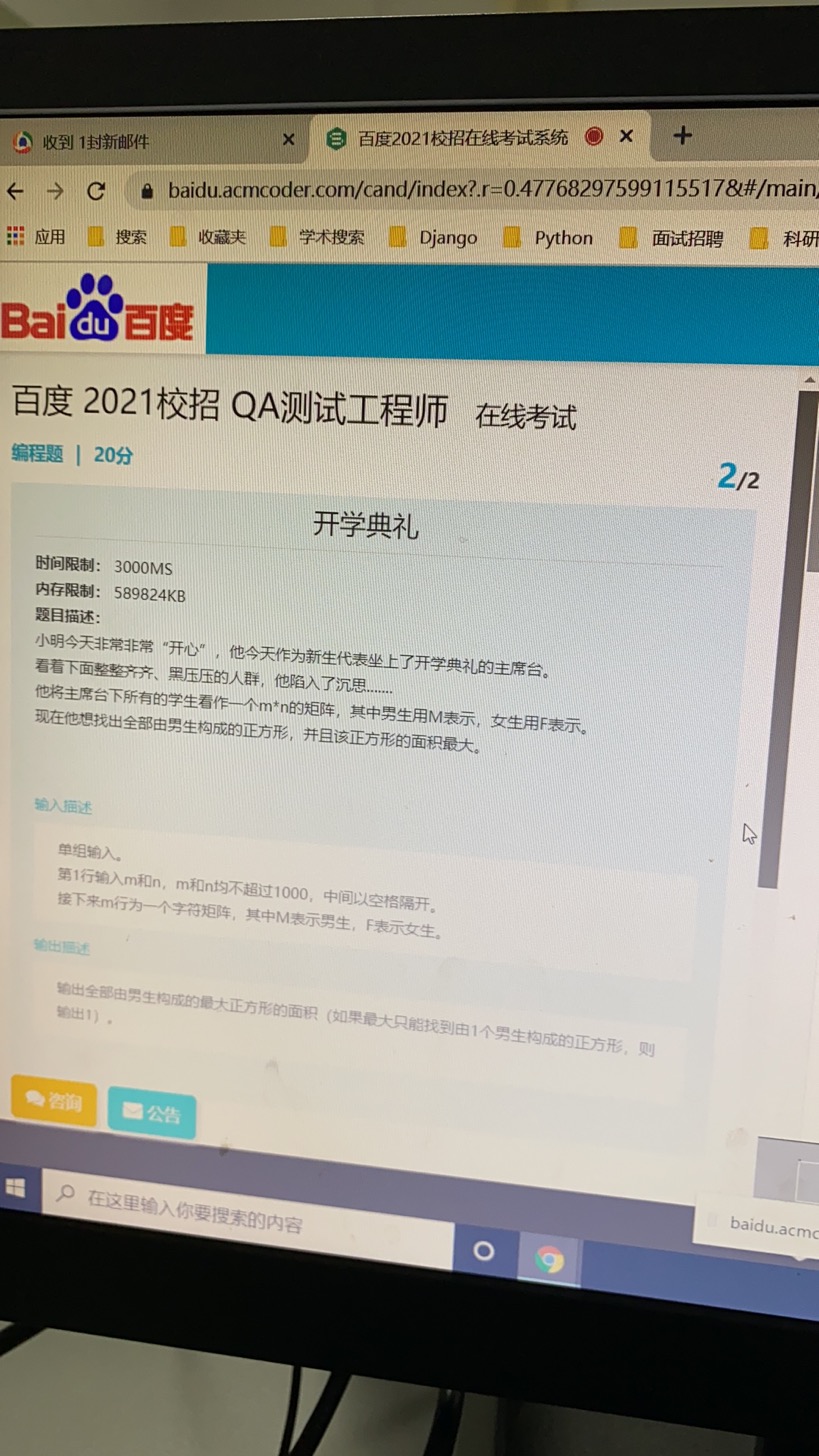 收到 1封新邮件
百度2021校招在线考试系统
baidu.acmcoder.com/cand/index?.r=0.47768297599115517&#/main/
应用 搜索 收藏夹 学术搜索 Django Python 面试招聘 科研
Baidu百度
百度 2021校招 QA测试工程师 在线考试
编程题 | 20分
2/2
开学典礼
时间限制： 3000MS
内存限制： 589824KB
题目描述：
小明今天非常非常“开心”，他今天作为新生代表坐上了开学典礼的主席台。
看着下面整整齐齐、黑压压的人群，他陷入了沉思.......
他将主席台下所有的学生看作一个m*n的矩阵，其中男生用M表示，女生用F表示。
现在他想找出全部由男生构成的正方形，并且该正方形的面积最大。
输入描述
单组输入。
第1行输入m和n，m和n均不超过1000，中间以空格隔开。
接下来m行为一个字符矩阵，其中M表示男生，F表示女生。
输出描述
输出全部由男生构成的最大正方形的面积（如果最大只能找到由1个男生构成的正方形，则
输出1）。
咨询 公告
在这里输入你要搜索的内容
baidu.acmc